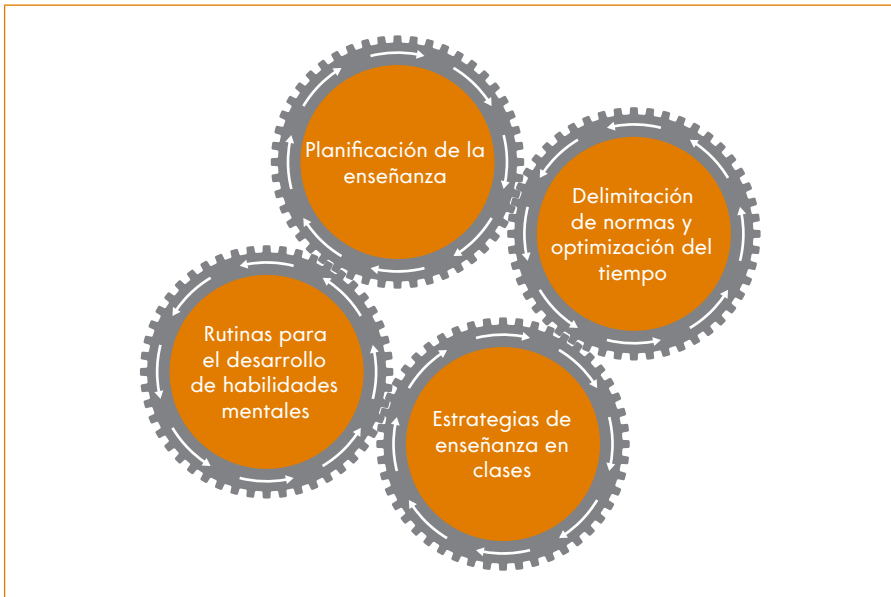 Planificación de la
enseñanza
Delimitación
de normas y
optimización del
tiempo
Rutinas para
el desarrollo
de habilidades
mentales
Estrategias de
enseñanza en
clases